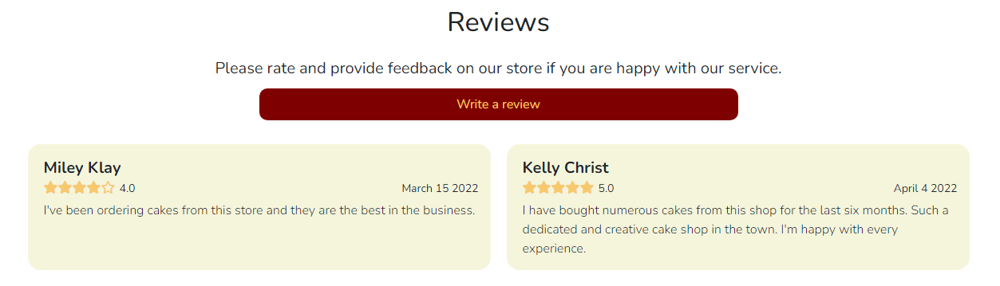 Reviews
Please rate and provide feedback on our store if you are happy with our service.
Write a review
Miley Klay
4.0
March 15 2022
I've been ordering cakes from this store and they are the best in the business.
Kelly Christ
5.0
April 4 2022
I have bought numerous cakes from this shop for the last six months. Such a
dedicated and creative cake shop in the town. I'm happy with every
experience.